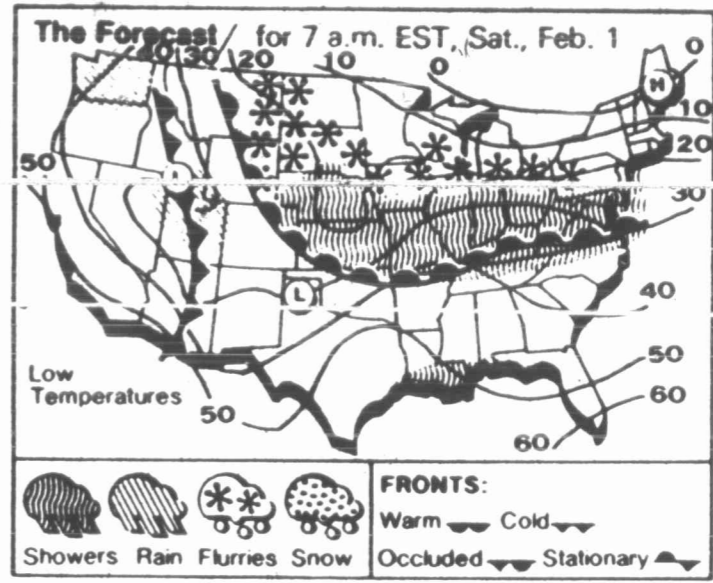 The Forecast for 7 a.m. EST, Sat., Feb. 1
40 30 20 10 0 0
H
10
20
50
30
L
L
40
50
Low
Temperatures
50
60
60
FRONTS:
Warm Cold
Showers Rain Flurries Snow
Occluded Stationary